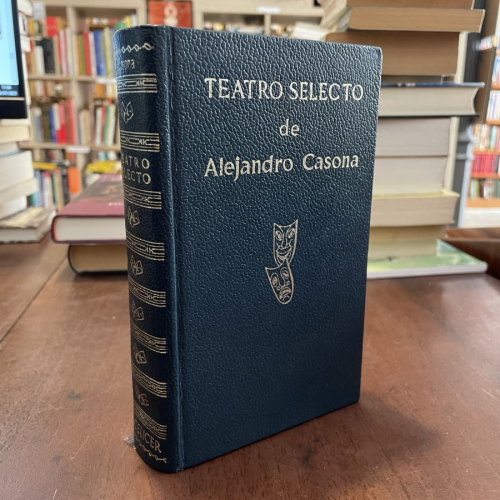 TEATRO SELECTO
de
Alejandro Casona
TEATRO
SELECTO